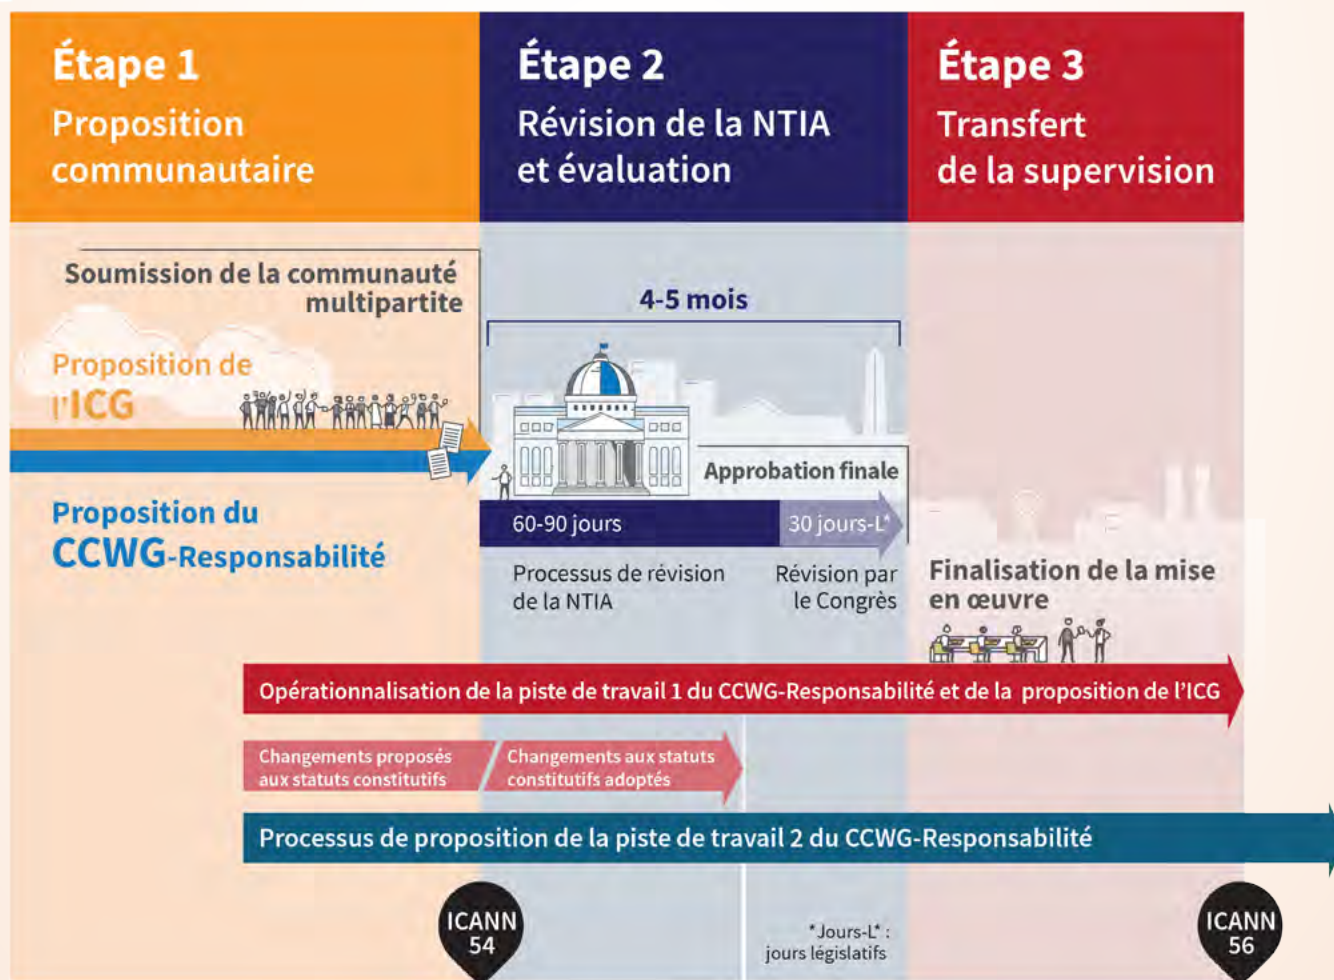 Étape 1
Proposition
communautaire
Étape 2
Révision de la NTIA
et évaluation
Étape 3
Transfert
de la supervision
Soumission de la communauté
multipartite
Proposition de
l'ICG
Proposition du
CCWG-Responsabilité
4-5 mois
Approbation finale
60-90 jours
30 jours-L*
Processus de révision
de la NTIA
Révision par
le Congrès
Finalisation de la mise
en œuvre
Opérationnalisation de la piste de travail 1 du CCWG-Responsabilité et de la proposition de l'ICG
Changements proposés
aux statuts constitutifs
Changements aux statuts
constitutifs adoptés
Processus de proposition de la piste de travail 2 du CCWG-Responsabilité
ICANN
54
*Jours-L* :
jours législatifs
ICANN
56